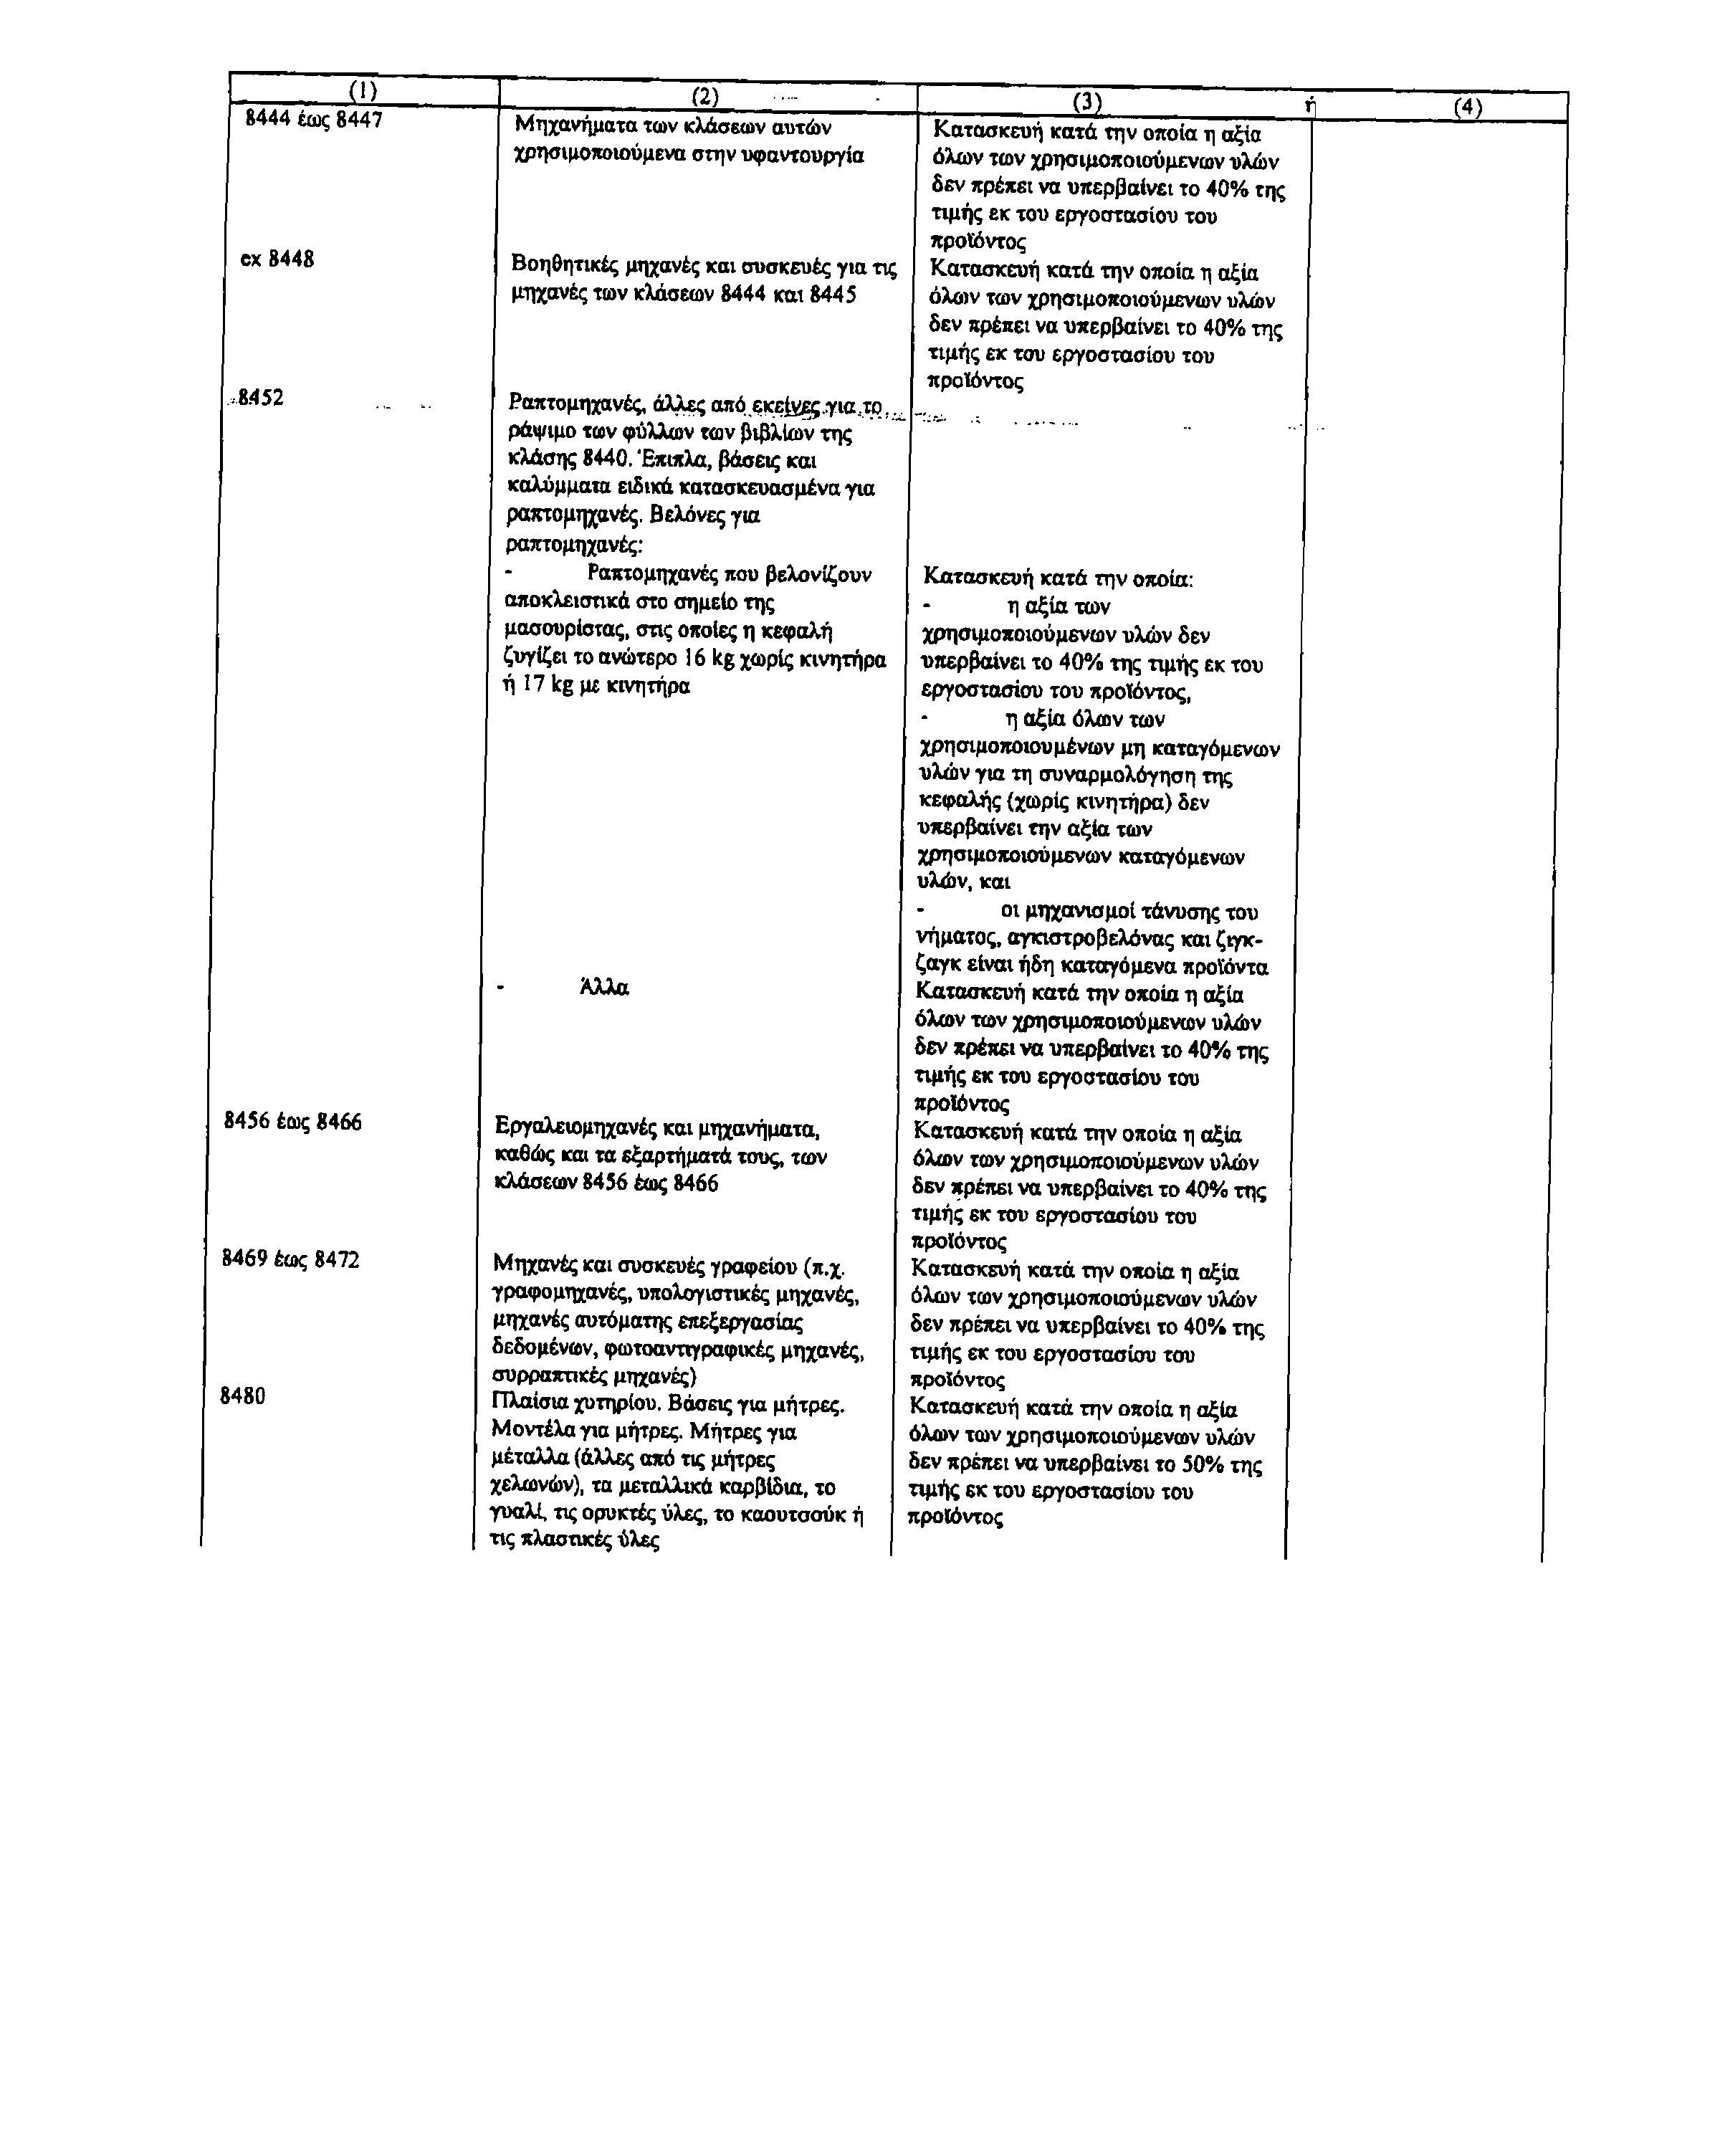 (1) (2) (3) ή (4)
8444 έως 8447
Μηχανήματα των κλάσεων αυτών
χρησιμοποιούμενα στην υφαντουργία
Κατασκευή κατά την οποία η αξία
όλων των χρησιμοποιούμενων υλών
δεν πρέπει να υπερβαίνει το 40% της
τιμής εκ του εργοστασίου του
προϊόντος
ex 8448
Βοηθητικές μηχανές και συσκευές για τις
μηχανές των κλάσεων 8444 και 8445
Κατασκευή κατά την οποία η αξία
όλων των χρησιμοποιούμενων υλών
δεν πρέπει να υπερβαίνει το 40% της
τιμής εκ του εργοστασίου του
προϊόντος
8452
Ραπτομηχανές, άλλες από εκείνες για το
ράψιμο των φύλλων των βιβλίων της
κλάσης 8440. Έπιπλα, βάσεις και
καλύμματα ειδικά κατασκευασμένα για
ραπτομηχανές. Βελόνες για
ραπτομηχανές:
- Ραπτομηχανές που βελονίζουν
αποκλειστικά στο σημείο της
μασουρίστας, στις οποίες η κεφαλή
ζυγίζει το ανώτερο 16 kg χωρίς κινητήρα
ή 17 kg με κινητήρα
Κατασκευή κατά την οποία:
- η αξία των
χρησιμοποιούμενων υλών δεν
υπερβαίνει το 40% της τιμής εκ του
εργοστασίου του προϊόντος,
- η αξία όλων των
χρησιμοποιουμένων μη καταγόμενων
υλών για τη συναρμολόγηση της
κεφαλής (χωρίς κινητήρα) δεν
υπερβαίνει την αξία των
χρησιμοποιούμενων καταγόμενων
υλών, και
- οι μηχανισμοί τάνυσης του
νήματος, αγκιστροβελόνας και ζιγκ-
ζαγκ είναι ήδη καταγόμενα προϊόντα
- Άλλα
Κατασκευή κατά την οποία η αξία
όλων των χρησιμοποιούμενων υλών
δεν πρέπει να υπερβαίνει το 40% της
τιμής εκ του εργοστασίου του
προϊόντος
8456 έως 8466
Εργαλειομηχανές και μηχανήματα,
καθώς και τα εξαρτήματά τους, των
κλάσεων 8456 έως 8466
Κατασκευή κατά την οποία η αξία
όλων των χρησιμοποιούμενων υλών
δεν πρέπει να υπερβαίνει το 40% της
τιμής εκ του εργοστασίου του
προϊόντος
8469 έως 8472
Μηχανές και συσκευές γραφείου (π.χ.
γραφομηχανές, υπολογιστικές μηχανές,
μηχανές αυτόματης επεξεργασίας
δεδομένων, φωτοαντιγραφικές μηχανές,
συρραπτικές μηχανές)
Κατασκευή κατά την οποία η αξία
όλων των χρησιμοποιούμενων υλών
δεν πρέπει να υπερβαίνει το 40% της
τιμής εκ του εργοστασίου του
προϊόντος
8480
Πλαίσια χυτηρίου. Βάσεις για μήτρες.
Μοντέλα για μήτρες. Μήτρες για
μέταλλα (άλλες από τις μήτρες
χελωνών), τα μεταλλικά καρβίδια, το
γυαλί, τις ορυκτές ύλες, το καουτσούκ ή
τις πλαστικές ύλες
Κατασκευή κατά την οποία η αξία
όλων των χρησιμοποιούμενων υλών
δεν πρέπει να υπερβαίνει το 50% της
τιμής εκ του εργοστασίου του
προϊόντος